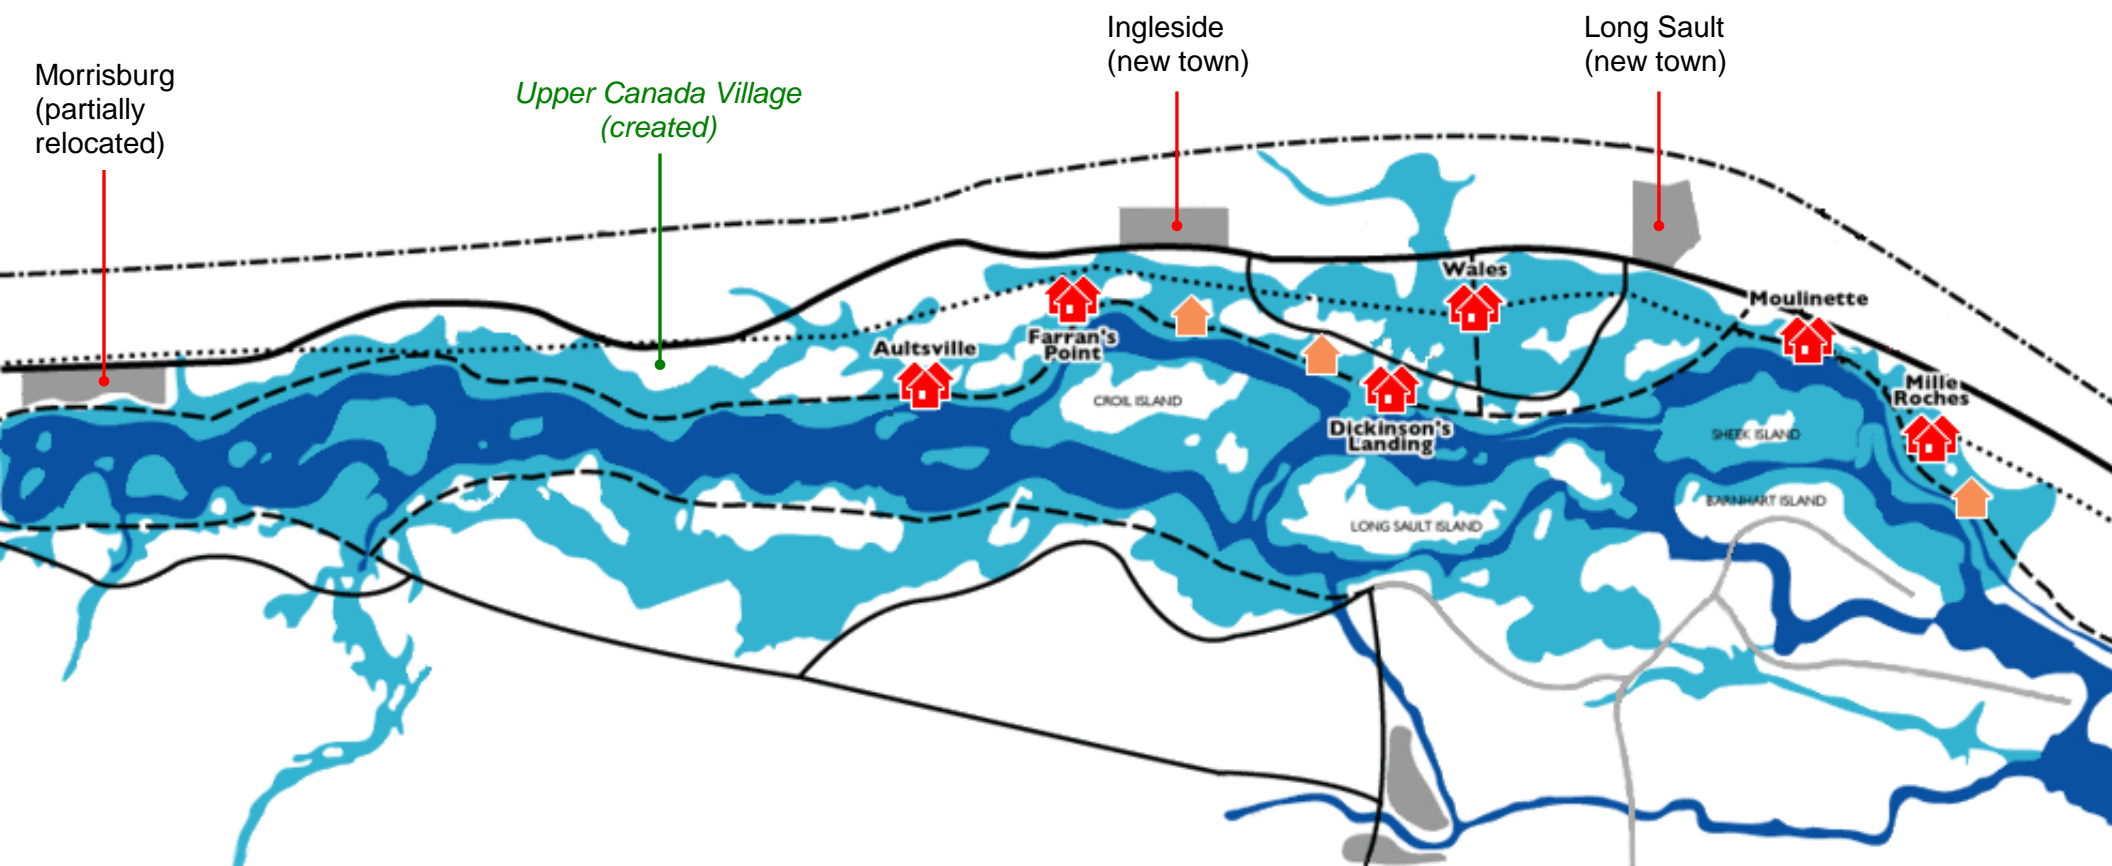 Ingleside
(new town)
Long Sault
(new town)
Morrisburg
(partially
relocated)
Upper Canada Village
(created)
Wales
Moulinette
Farran's
Point
Aultsville
Mille
Roches
CROIL ISLAND
Dickinson's
Landing
SHEEK ISLAND
BARNHART ISLAND
LONG SAULT ISLAND